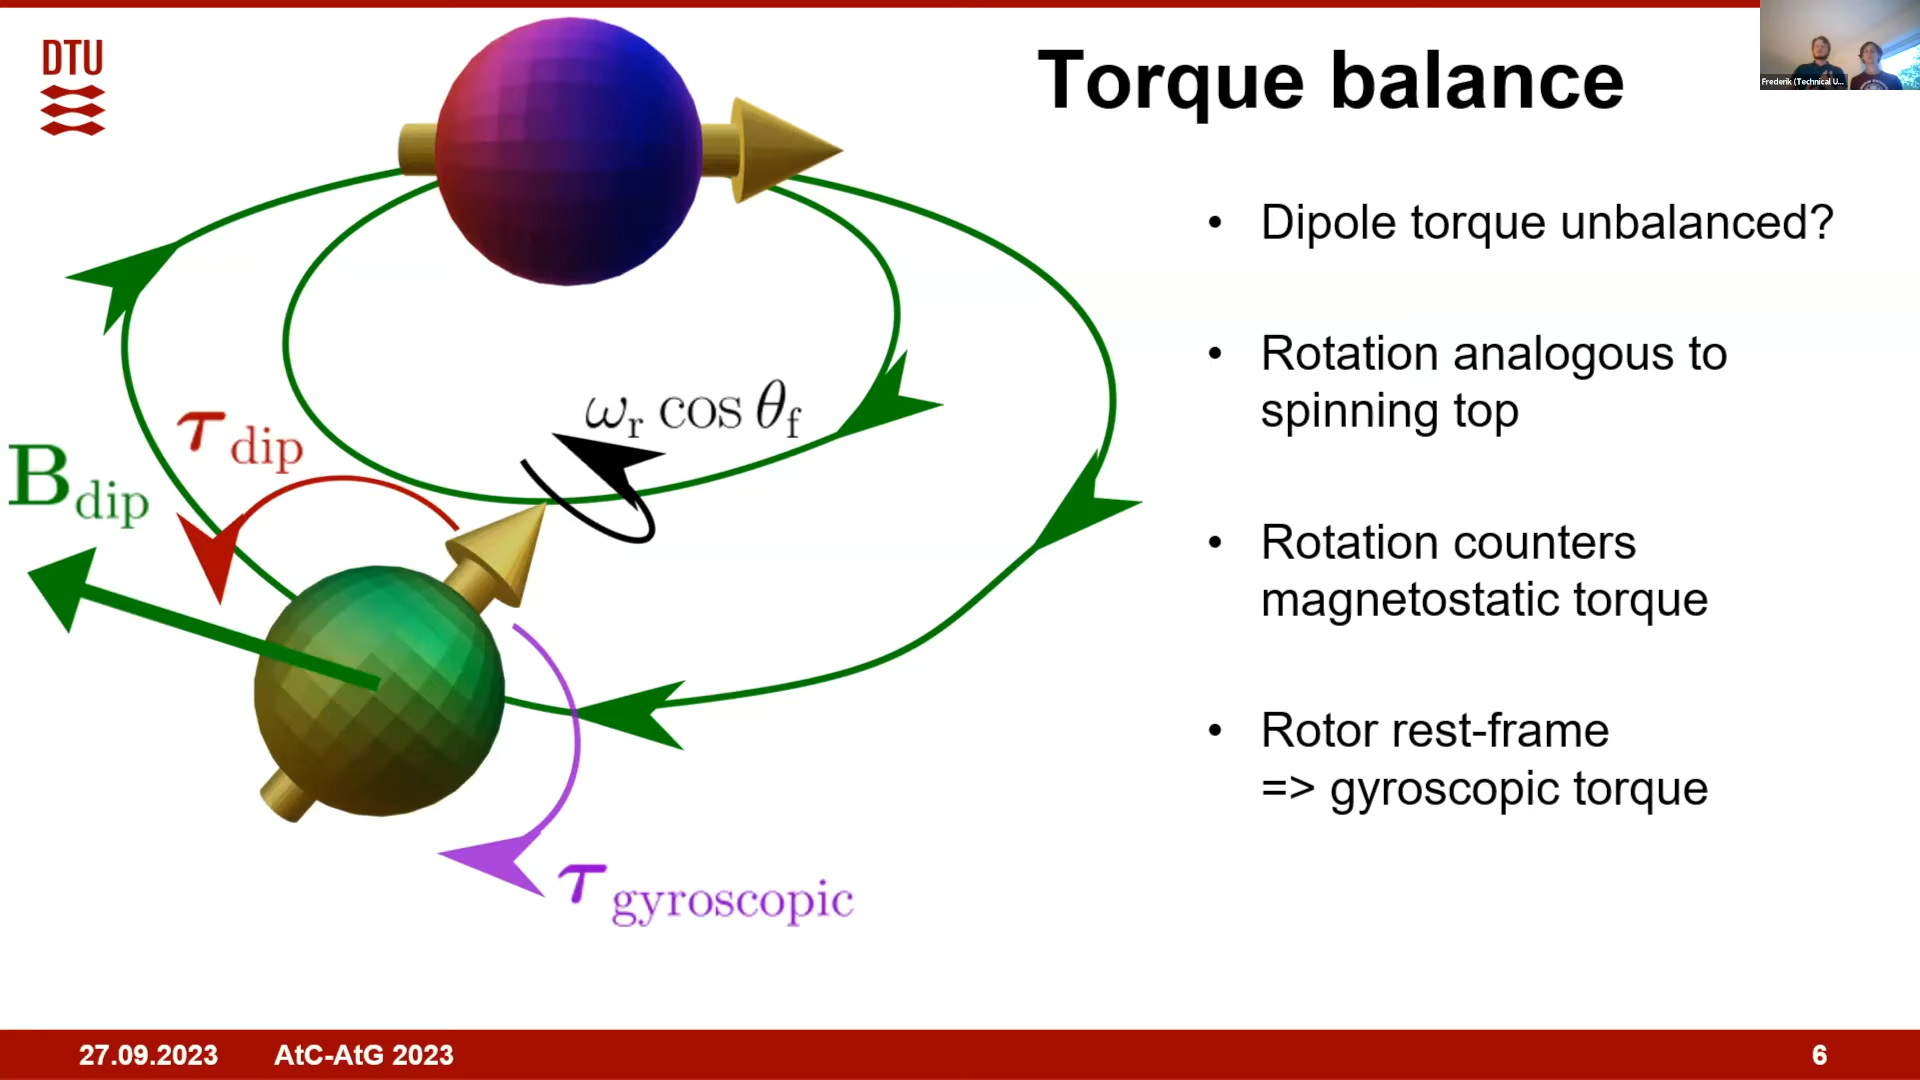 DTU
Torque balance
Frederik (Technical U...
• Dipole torque unbalanced?
• Rotation analogous to
spinning top
• Rotation counters
magnetostatic torque
• Rotor rest-frame
=> gyroscopic torque
ω_r cos θ_f
τ_dip
B_dip
τ_gyroscopic
27.09.2023 AtC-AtG 2023 6